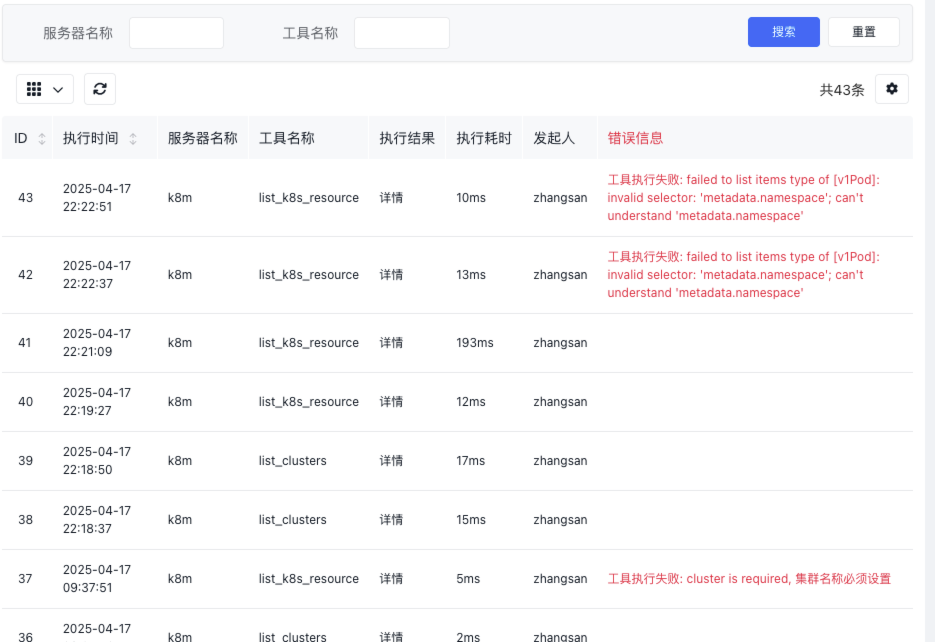 服务器名称 工具名称 搜索 重置
共43条
ID 执行时间 服务器名称 工具名称 执行结果 执行耗时 发起人 错误信息
43 2025-04-17 22:22:51 k8m list_k8s_resource 详情 10ms zhangsan 工具执行失败: failed to list items type of [v1Pod]:
invalid selector: 'metadata.namespace'; can't
understand 'metadata.namespace'
42 2025-04-17 22:22:37 k8m list_k8s_resource 详情 13ms zhangsan 工具执行失败: failed to list items type of [v1Pod]:
invalid selector: 'metadata.namespace'; can't
understand 'metadata.namespace'
41 2025-04-17 22:21:09 k8m list_k8s_resource 详情 193ms zhangsan
40 2025-04-17 22:19:27 k8m list_k8s_resource 详情 12ms zhangsan
39 2025-04-17 22:18:50 k8m list_clusters 详情 17ms zhangsan
38 2025-04-17 22:18:37 k8m list_clusters 详情 15ms zhangsan
37 2025-04-17 09:37:51 k8m list_k8s_resource 详情 5ms zhangsan 工具执行失败: cluster is required, 集群名称必须设置
36 2025-04-17 k8m list_clusters 详情 2ms zhangsan